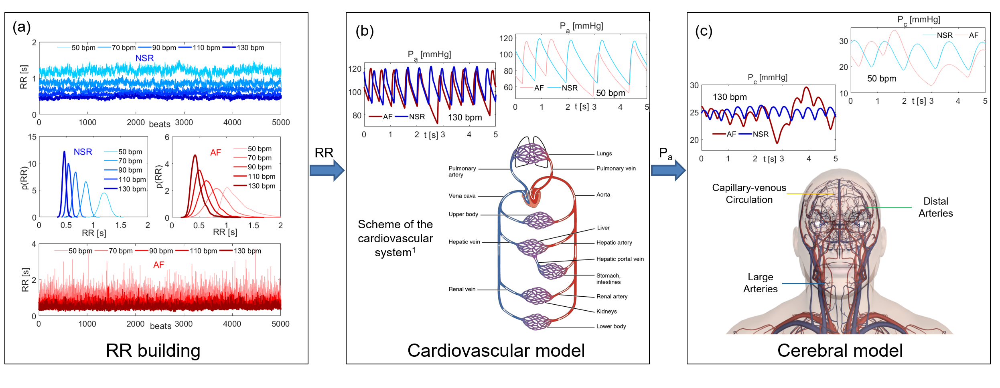 (a)
2
50 bpm 70 bpm 90 bpm 110 bpm 130 bpm
NSR
RR [s]
1
0
0 1000 2000 3000 4000 5000
beats
15
NSR
50 bpm
70 bpm
90 bpm
110 bpm
130 bpm
10
p(RR)
5
0
0 0.5 1 1.5 2
RR [s]
6
AF
50 bpm
70 bpm
90 bpm
110 bpm
130 bpm
4
p(RR)
2
0
0 0.5 1 1.5 2
RR [s]
4
50 bpm 70 bpm 90 bpm 110 bpm 130 bpm
AF
RR [s]
2
0
0 1000 2000 3000 4000 5000
beats
RR building
RR
(b)
Pa [mmHg]
120
100
80
AF NSR
130 bpm
0 1 2 3 4 5
t [s]
Pa [mmHg]
120
100
80
60
AF NSR
50 bpm
0 1 2 3 4 5
t [s]
Lungs
Pulmonary
artery
Pulmonary vein
Vena cava
Aorta
Upper body
Scheme of the
cardiovascular
system1
Liver
Hepatic vein
Hepatic artery
Hepatic portal vein
Stomach,
intestines
Renal vein
Renal artery
Kidneys
Lower body
Cardiovascular model
Pa
(c)
Pc [mmHg]
30
130 bpm
25
AF NSR
20
0 1 2 3 4 5
t [s]
Pc [mmHg]
NSR AF
30
20
50 bpm
10
0 1 2 3 4 5
t [s]
Capillary-venous
Circulation
Distal
Arteries
Large
Arteries
Cerebral model